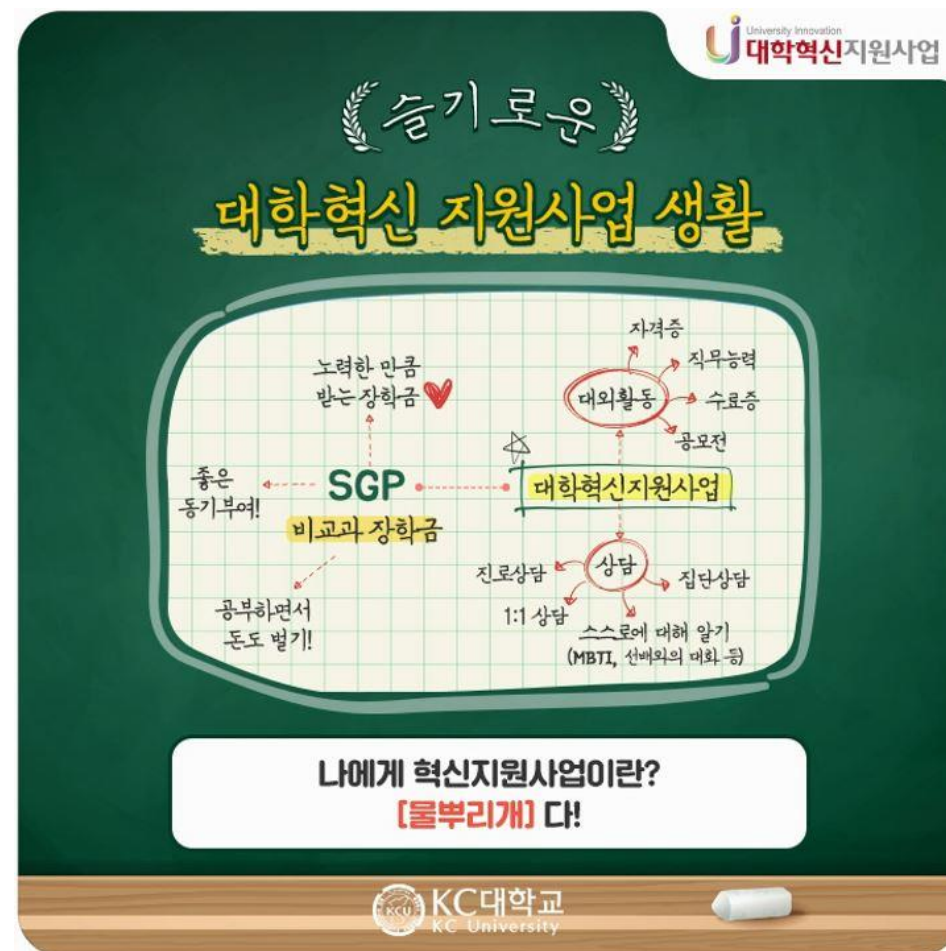 University Innovation
대학혁신지원사업
슬기로운
대학혁신 지원사업 생활
노력한 만큼
받는 장학금
좋은
동기부여!
SGP
비교과 장학금
공부하면서
돈도 벌기!
자격증
직무능력
대외활동
수료증
공모전
대학혁신지원사업
상담
진로상담
집단상담
1:1 상담
스스로에 대해 알기
(MBTI, 선배와의 대화 등)
나에게 혁신지원사업이란?
[물뿌리개] 다!
KCU
KC대학교
KC University